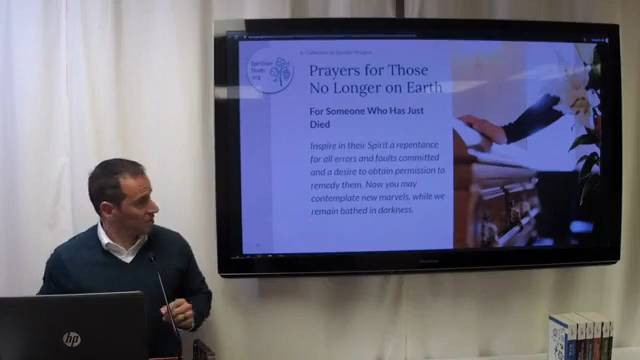 A Collection of Spiritist Prayers
Spiritism
Study
.org
Prayers for Those
No Longer on Earth
For Someone Who Has Just
Died
Inspire in their Spirit a repentance
for all errors and faults committed
and a desire to obtain permission to
remedy them. Now you may
contemplate new marvels, while we
remain bathed in darkness.
hp